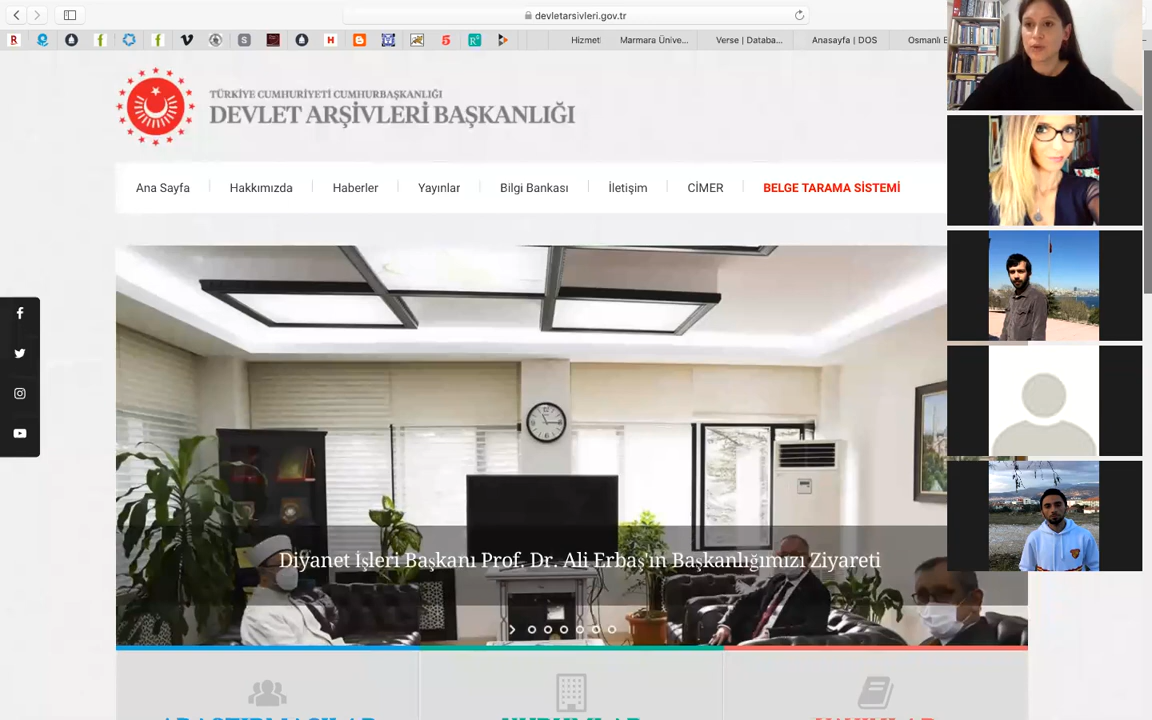 devletarsivleri.gov.tr
Hizmet
Marmara Ünive...
Verse | Databa...
Anasayfa | DOS
Osmanlı
TÜRKİYE CUMHURİYETİ CUMHURBAŞKANLIĞI
DEVLET ARŞİVLERİ BAŞKANLIĞI
Ana Sayfa
Hakkımızda
Haberler
Yayınlar
Bilgi Bankası
İletişim
CİMER
BELGE TARAMA SİSTEMİ
Diyanet İşleri Başkanı Prof. Dr. Ali Erbaş'ın Başkanlığımızı Ziyareti